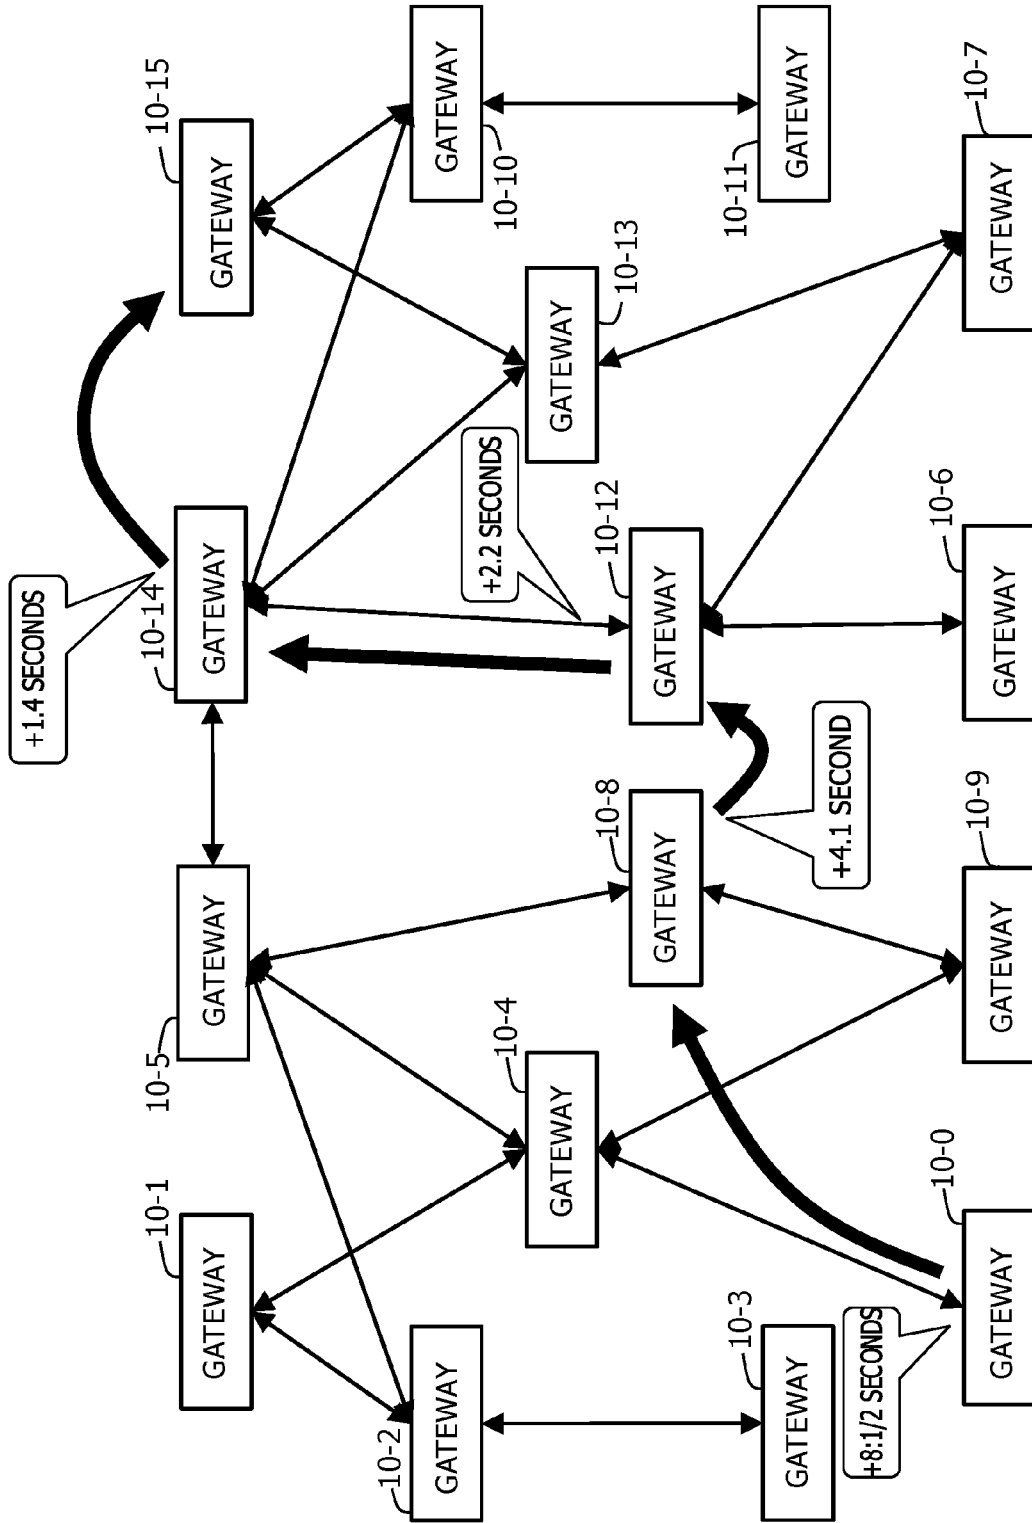 +1.4 SECONDS
10-1
GATEWAY
10-5
GATEWAY
10-14
GATEWAY
10-15
GATEWAY
10-2
GATEWAY
10-10
GATEWAY
+2.2 SECONDS
10-4
GATEWAY
10-13
GATEWAY
10-8
GATEWAY
10-12
GATEWAY
10-3
GATEWAY
10-11
GATEWAY
+8:1/2 SECONDS
+4.1 SECOND
10-0
GATEWAY
10-9
GATEWAY
10-6
GATEWAY
10-7
GATEWAY